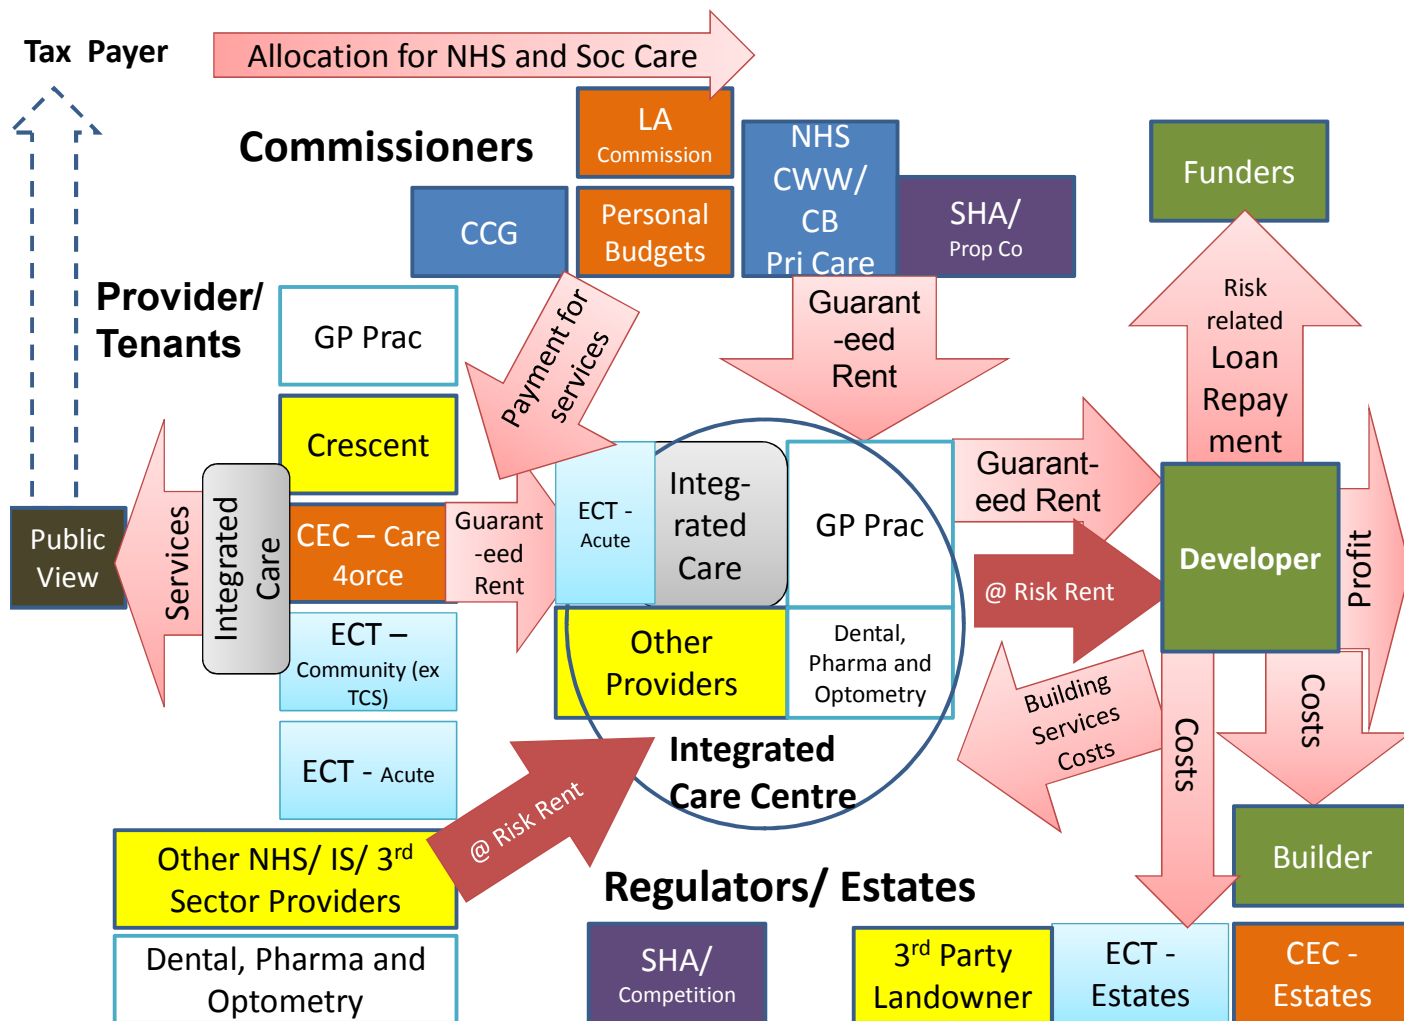 Tax Payer
Allocation for NHS and Soc Care
Commissioners
LA
Commission
NHS
CWW/
CB
Pri Care
Funders
CCG
Personal
Budgets
SHA/
Prop Co
Provider/
Tenants
GP Prac
Payment for
services
Guarant
-eed
Rent
Risk
related
Loan
Repay
ment
Crescent
Public
View
Services
Integrated
Care
CEC – Care
4orce
Guarant
-eed
Rent
ECT -
Acute
Integ-
rated
Care
GP Prac
Guarant-
eed Rent
@ Risk Rent
Developer
Profit
ECT –
Community (ex
TCS)
Other
Providers
Dental,
Pharma and
Optometry
Building
Services
Costs
Costs
Costs
ECT - Acute
Integrated
Care Centre
@ Risk Rent
Other NHS/ IS/ 3rd
Sector Providers
Builder
Regulators/ Estates
Dental, Pharma and
Optometry
SHA/
Competition
3rd Party
Landowner
ECT -
Estates
CEC -
Estates